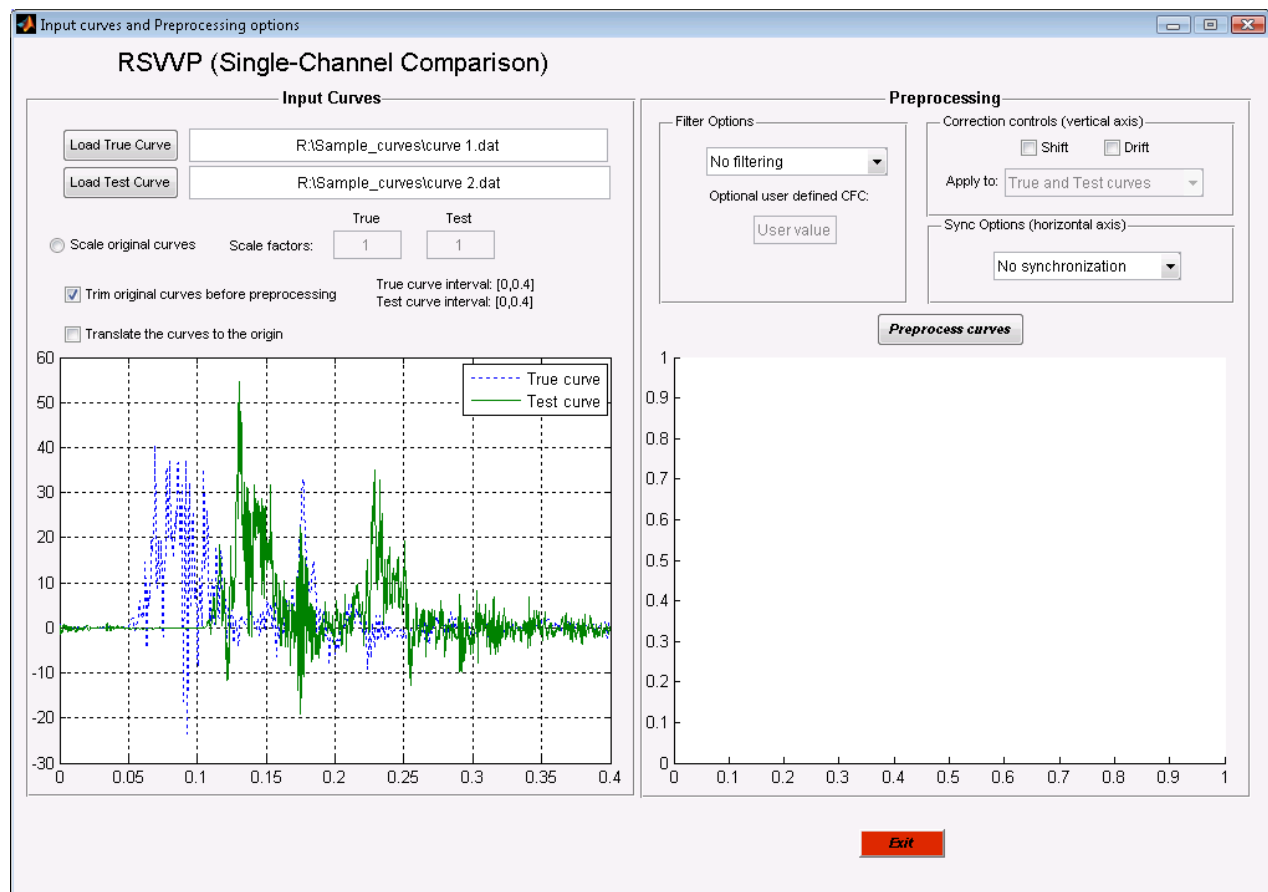 Input curves and Preprocessing options
RSVVP (Single-Channel Comparison)
Input Curves
Load True Curve
R:\Sample_curves\curve 1.dat
Load Test Curve
R:\Sample_curves\curve 2.dat
True Test
Scale original curves Scale factors: 1 1
Trim original curves before preprocessing
True curve interval: [0,0.4]
Test curve interval: [0,0.4]
Translate the curves to the origin
True curve
Test curve
60
50
40
30
20
10
0
-10
-20
-30
0 0.05 0.1 0.15 0.2 0.25 0.3 0.35 0.4
Preprocessing
Filter Options
No filtering
Optional user defined CFC:
User value
Correction controls (vertical axis)
Shift Drift
Apply to: True and Test curves
Sync Options (horizontal axis)
No synchronization
Preprocess curves
1
0.9
0.8
0.7
0.6
0.5
0.4
0.3
0.2
0.1
0
0 0.1 0.2 0.3 0.4 0.5 0.6 0.7 0.8 0.9 1
Exit